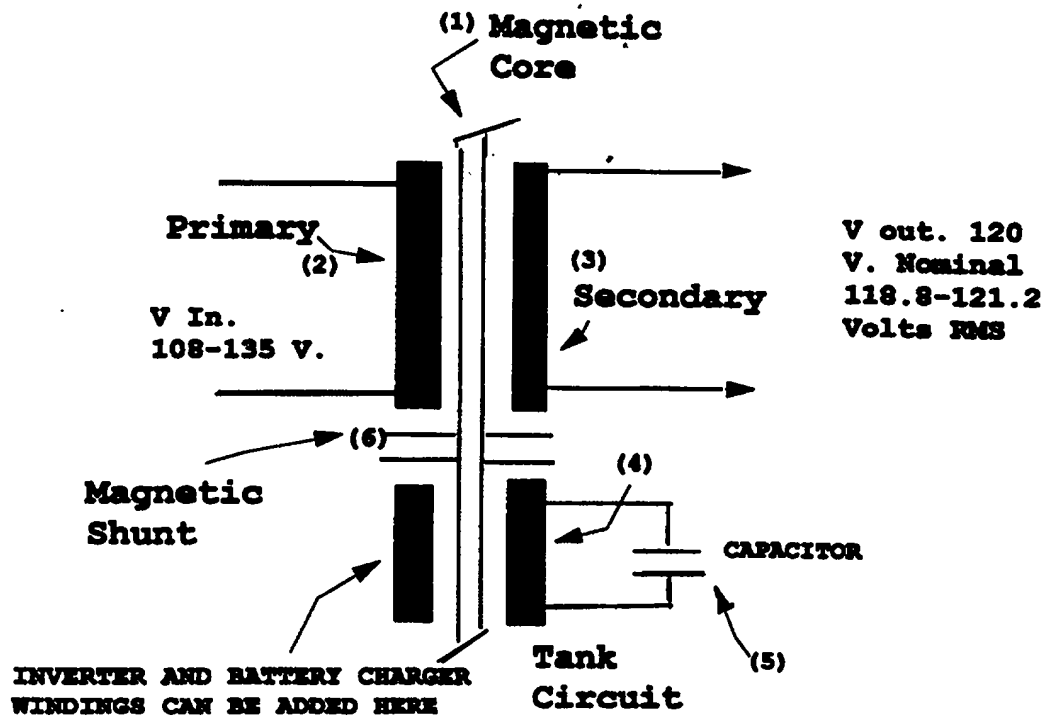 (1) Magnetic
Core
Primary
(2)
(3)
Secondary
V out. 120
V. Nominal
118.8-121.2
Volts RMS
V In.
108-135 V.
(6)
(4)
Magnetic
Shunt
CAPACITOR
(5)
Tank
Circuit
INVERTER AND BATTERY CHARGER
WINDINGS CAN BE ADDED HERE